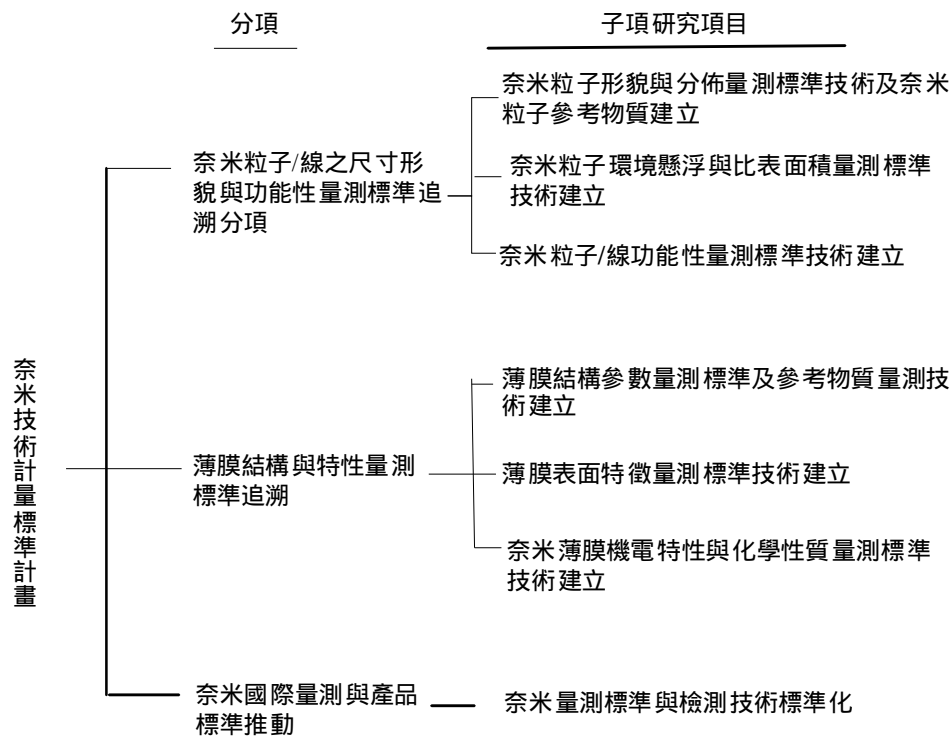 分項
子項研究項目
奈米粒子/線之尺寸形
貌與功能性量測標準追
溯分項
奈米粒子形貌與分佈量測標準技術及奈米
粒子參考物質建立
奈米粒子環境懸浮與比表面積量測標準
技術建立
奈米粒子/線功能性量測標準技術建立
奈米技術計量標準計畫
薄膜結構與特性量測
標準追溯
薄膜結構參數量測標準及參考物質量測技
術建立
薄膜表面特徵量測標準技術建立
奈米薄膜機電特性與化學性質量測標準
技術建立
奈米國際量測與產品
標準推動
奈米量測標準與檢測技術標準化